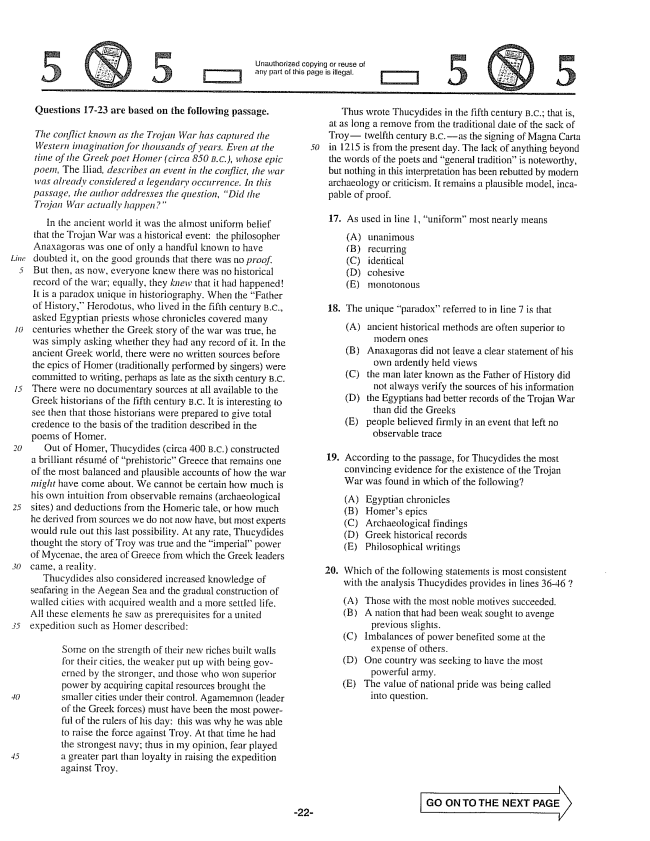 5 5 Unauthorized copying or reuse of
any part of this page is illegal. 5 5
Questions 17-23 are based on the following passage.
The conflict known as the Trojan War has captured the
Western imagination for thousands of years. Even at the
time of the Greek poet Homer (circa 850 B.C.), whose epic
poem, The Iliad, describes an event in the conflict, the war
was already considered a legendary occurrence. In this
passage, the author addresses the question, "Did the
Trojan War actually happen?"
In the ancient world it was the almost uniform belief
that the Trojan War was a historical event: the philosopher
Anaxagoras was one of only a handful known to have
Line doubted it, on the good grounds that there was no proof.
5 But then, as now, everyone knew there was no historical
record of the war; equally, they knew that it had happened!
It is a paradox unique in historiography. When the "Father
of History," Herodotus, who lived in the fifth century B.C.,
asked Egyptian priests whose chronicles covered many
10 centuries whether the Greek story of the war was true, he
was simply asking whether they had any record of it. In the
ancient Greek world, there were no written sources before
the epics of Homer (traditionally performed by singers) were
committed to writing, perhaps as late as the sixth century B.C.
15 There were no documentary sources at all available to the
Greek historians of the fifth century B.C. It is interesting to
see then that those historians were prepared to give total
credence to the basis of the tradition described in the
poems of Homer.
20 Out of Homer, Thucydides (circa 400 B.C.) constructed
a brilliant résumé of "prehistoric" Greece that remains one
of the most balanced and plausible accounts of how the war
might have come about. We cannot be certain how much is
his own intuition from observable remains (archaeological
25 sites) and deductions from the Homeric tale, or how much
he derived from sources we do not now have, but most experts
would rule out this last possibility. At any rate, Thucydides
thought the story of Troy was true and the "imperial" power
of Mycenae, the area of Greece from which the Greek leaders
30 came, a reality.
Thucydides also considered increased knowledge of
seafaring in the Aegean Sea and the gradual construction of
walled cities with acquired wealth and a more settled life.
All these elements he saw as prerequisites for a united
35 expedition such as Homer described:
Some on the strength of their new riches built walls
for their cities, the weaker put up with being gov-
erned by the stronger, and those who won superior
power by acquiring capital resources brought the
40 smaller cities under their control. Agamemnon (leader
of the Greek forces) must have been the most power-
ful of the rulers of his day: this was why he was able
to raise the force against Troy. At that time he had
the strongest navy; thus in my opinion, fear played
45 a greater part than loyalty in raising the expedition
against Troy.
Thus wrote Thucydides in the fifth century B.C.; that is,
at as long a remove from the traditional date of the sack of
Troy—twelfth century B.C.—as the signing of Magna Carta
50 in 1215 is from the present day. The lack of anything beyond
the words of the poets and "general tradition" is noteworthy,
but nothing in this interpretation has been rebutted by modern
archaeology or criticism. It remains a plausible model, inca-
pable of proof.
17. As used in line 1, "uniform" most nearly means
(A) unanimous
(B) recurring
(C) identical
(D) cohesive
(E) monotonous
18. The unique "paradox" referred to in line 7 is that
(A) ancient historical methods are often superior to
modern ones
(B) Anaxagoras did not leave a clear statement of his
own ardently held views
(C) the man later known as the Father of History did
not always verify the sources of his information
(D) the Egyptians had better records of the Trojan War
than did the Greeks
(E) people believed firmly in an event that left no
observable trace
19. According to the passage, for Thucydides the most
convincing evidence for the existence of the Trojan
War was found in which of the following?
(A) Egyptian chronicles
(B) Homer's epics
(C) Archaeological findings
(D) Greek historical records
(E) Philosophical writings
20. Which of the following statements is most consistent
with the analysis Thucydides provides in lines 36-46 ?
(A) Those with the most noble motives succeeded.
(B) A nation that had been weak sought to avenge
previous slights.
(C) Imbalances of power benefited some at the
expense of others.
(D) One country was seeking to have the most
powerful army.
(E) The value of national pride was being called
into question.
-22-
GO ON TO THE NEXT PAGE